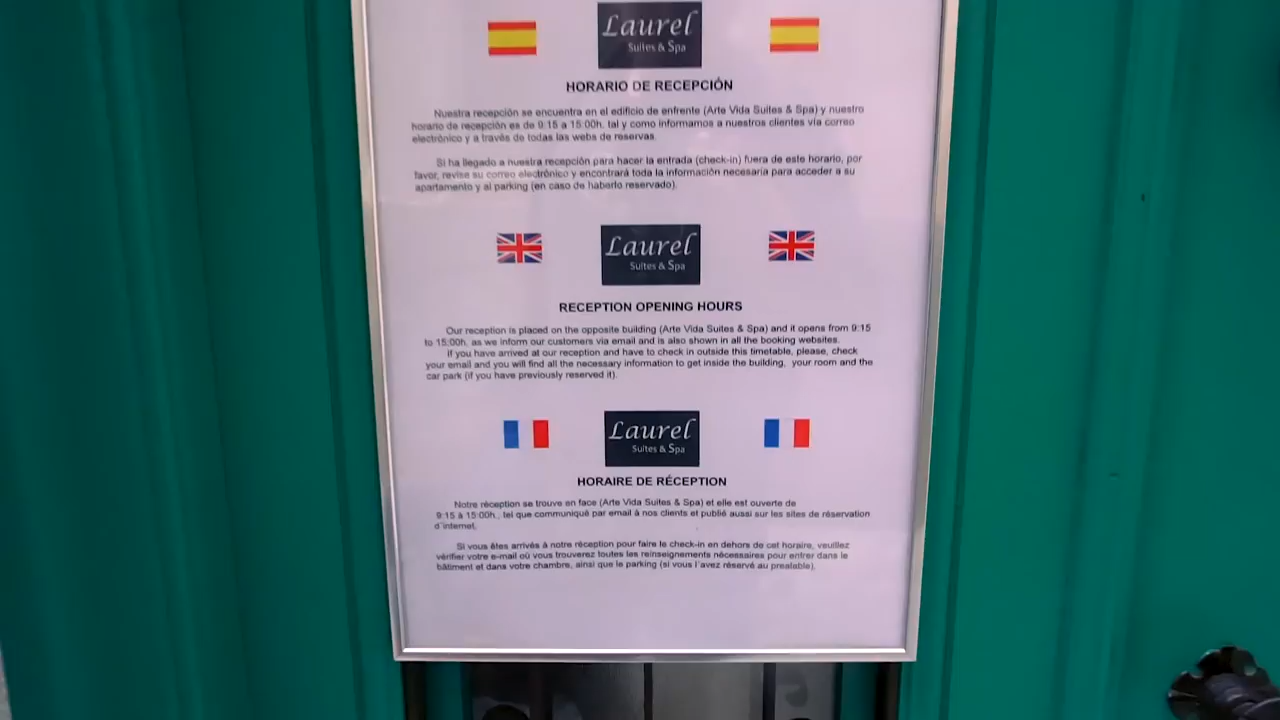 Laurel
Suites & Spa
HORARIO DE RECEPCIÓN
Nuestra recepción se encuentra en el edificio de enfrente (Arte Vida Suites & Spa) y nuestro
horario de recepción es de 9:15 a 15:00h. tal y como informamos a nuestros clientes vía correo
electrónico y a través de todas las webs de reservas.
Si ha llegado a nuestra recepción para hacer la entrada (check-in) fuera de este horario, por
favor, revise su correo electrónico y encontrará toda la información necesaria para acceder a su
apartamento y al parking (en caso de haberlo reservado).
Laurel
Suites & Spa
RECEPTION OPENING HOURS
Our reception is placed on the opposite building (Arte Vida Suites & Spa) and it opens from 9:15
to 15:00h. as we inform our customers via email and is also shown in all the booking websites.
If you have arrived at our reception and have to check in outside this timetable, please, check
your email and you will find all the necessary information to get inside the building, your room and the
car park (if you have previously reserved it).
Laurel
Suites & Spa
HORAIRE DE RÉCEPTION
Notre réception se trouve en face (Arte Vida Suites & Spa) et elle est ouverte de
9:15 à 15:00h., tel que communiqué par email à nos clients et publié aussi sur les sites de réservation
d'internet.
Si vous êtes arrivés à notre réception pour faire le check-in en dehors de cet horaire, veuillez
vérifier votre e-mail où vous trouverez toutes les reinseignements nécessaires pour entrer dans le
bâtiment et dans votre chambre, ainsi que le parking (si vous l'avez réservé au prealable).